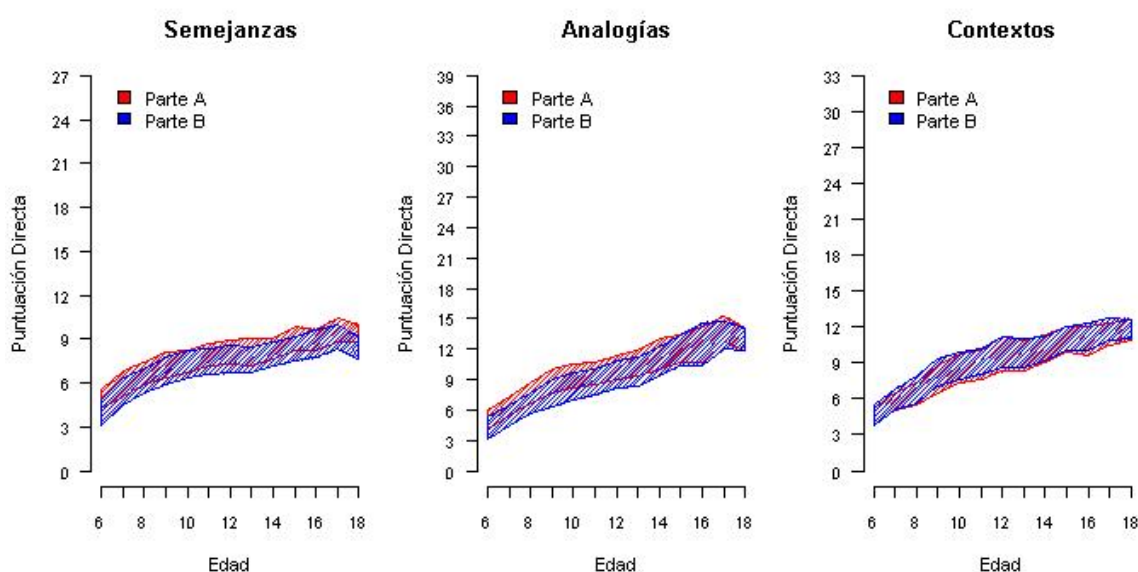 Semejanzas
27
24
21
18
15
12
9
6
3
0
Puntuación Directa
Parte A
Parte B
6 8 10 12 14 16 18
Edad
Analogías
39
36
33
30
27
24
21
18
15
12
9
6
3
0
Puntuación Directa
Parte A
Parte B
6 8 10 12 14 16 18
Edad
Contextos
33
30
27
24
21
18
15
12
9
6
3
0
Puntuación Directa
Parte A
Parte B
6 8 10 12 14 16 18
Edad